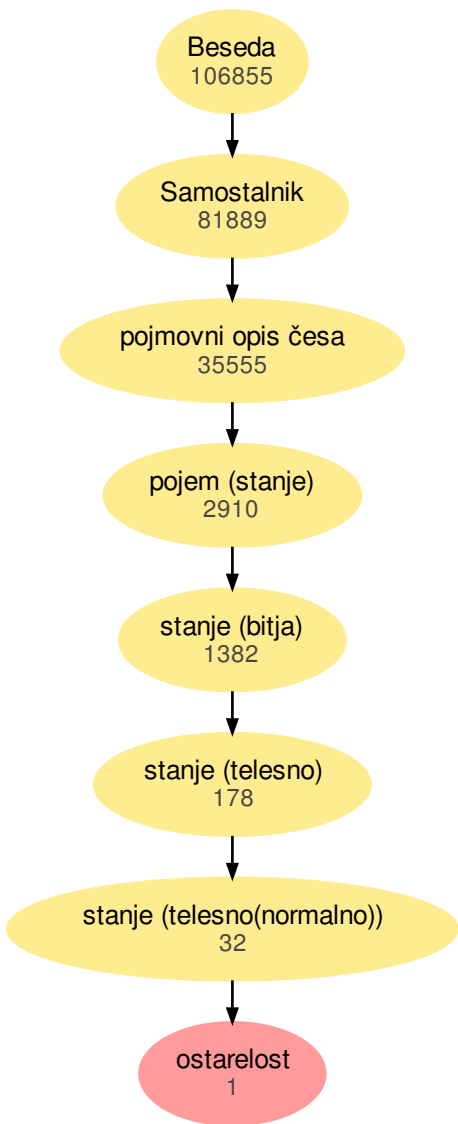 Beseda
106855
Samostalnik
81889
pojmovni opis česa
35555
pojem (stanje)
2910
stanje (bitja)
1382
stanje (telesno)
178
stanje (telesno(normalno))
32
ostarelost
1